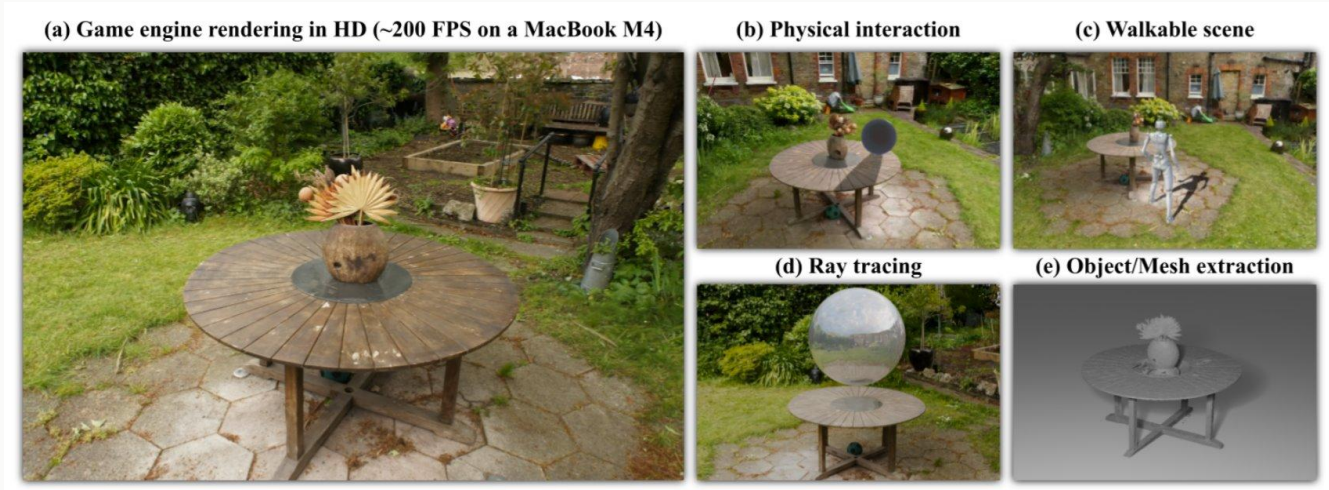 (a) Game engine rendering in HD (~200 FPS on a MacBook M4)
(b) Physical interaction
(c) Walkable scene
(d) Ray tracing
(e) Object/Mesh extraction